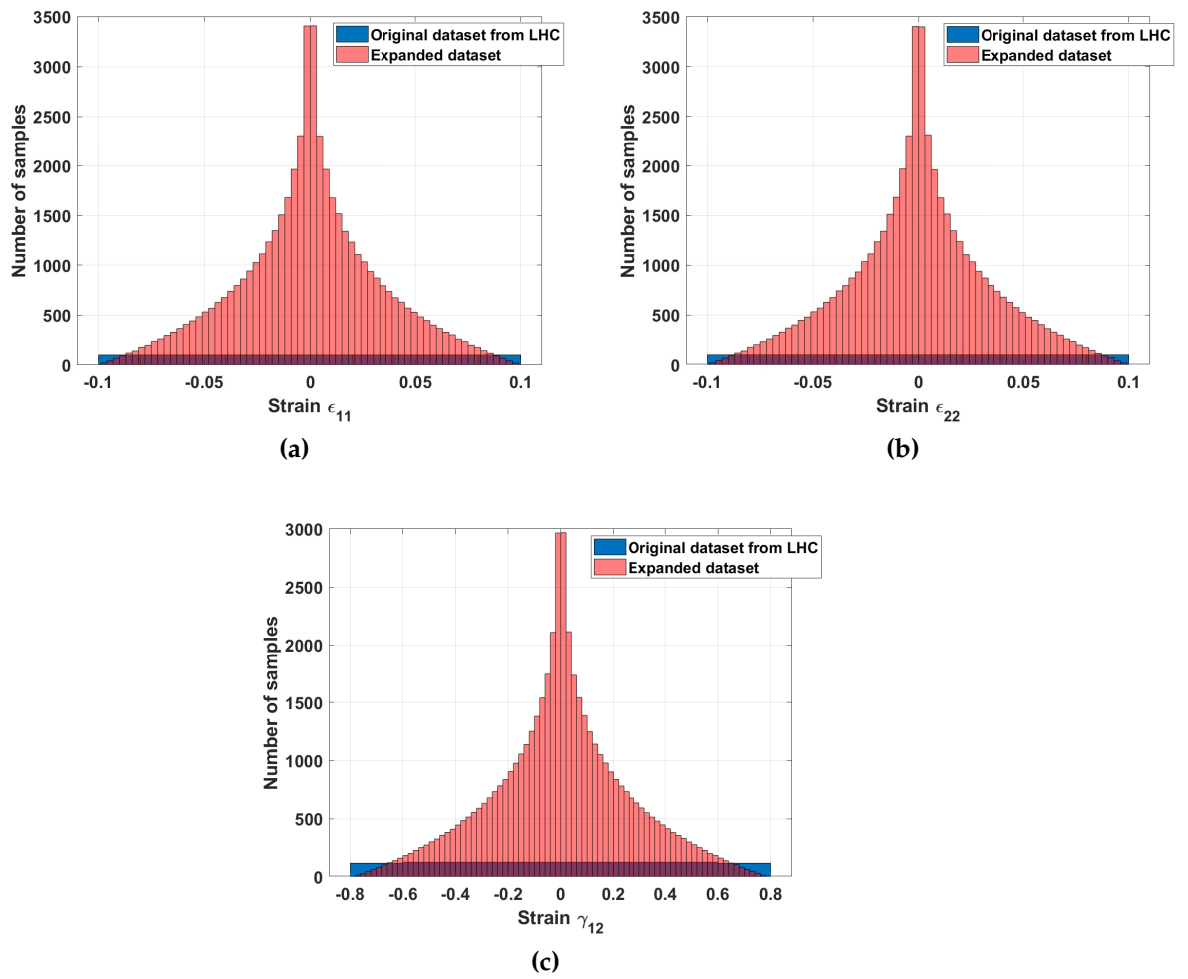 3500
3000
2500
2000
1500
1000
500
0
Number of samples
Original dataset from LHC
Expanded dataset
-0.1 -0.05 0 0.05 0.1
Strain ϵ11
(a)
3500
3000
2500
2000
1500
1000
500
0
Number of samples
Original dataset from LHC
Expanded dataset
-0.1 -0.05 0 0.05 0.1
Strain ϵ22
(b)
3000
2500
2000
1500
1000
500
0
Number of samples
Original dataset from LHC
Expanded dataset
-0.8 -0.6 -0.4 -0.2 0 0.2 0.4 0.6 0.8
Strain γ12
(c)